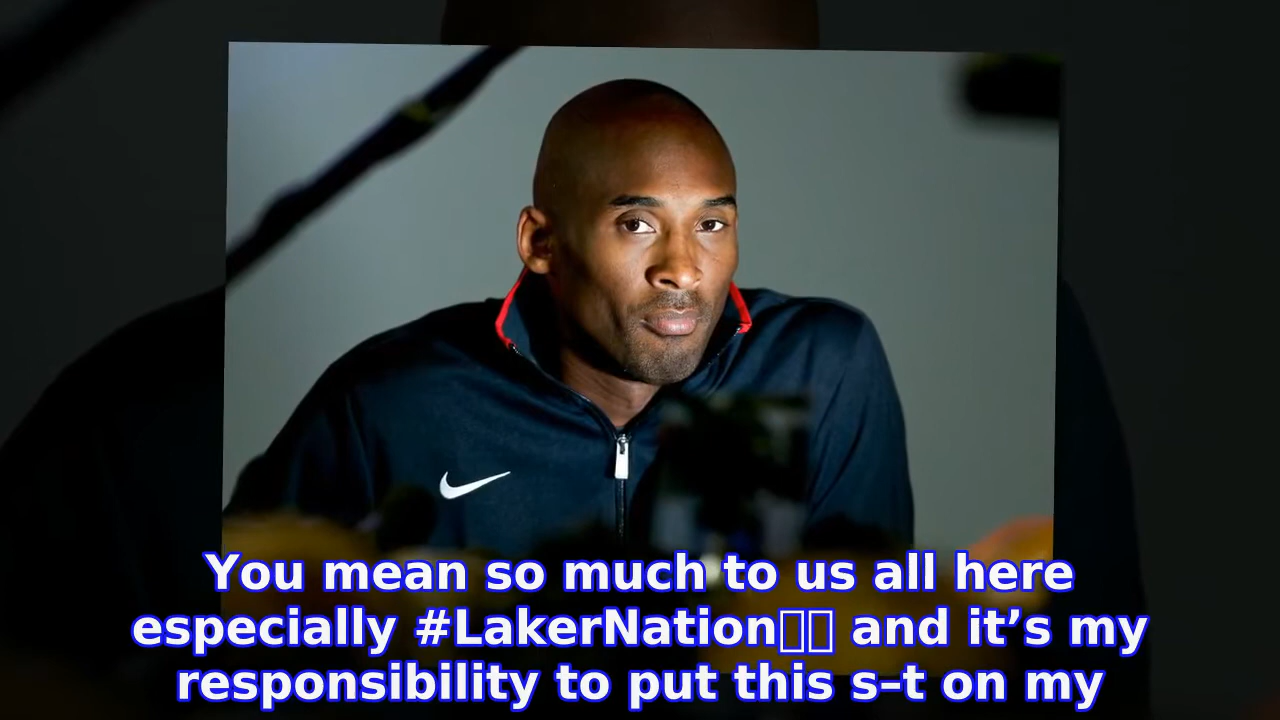 You mean so much to us all here
especially #LakerNation▯▯ and it’s my
responsibility to put this s–t on my